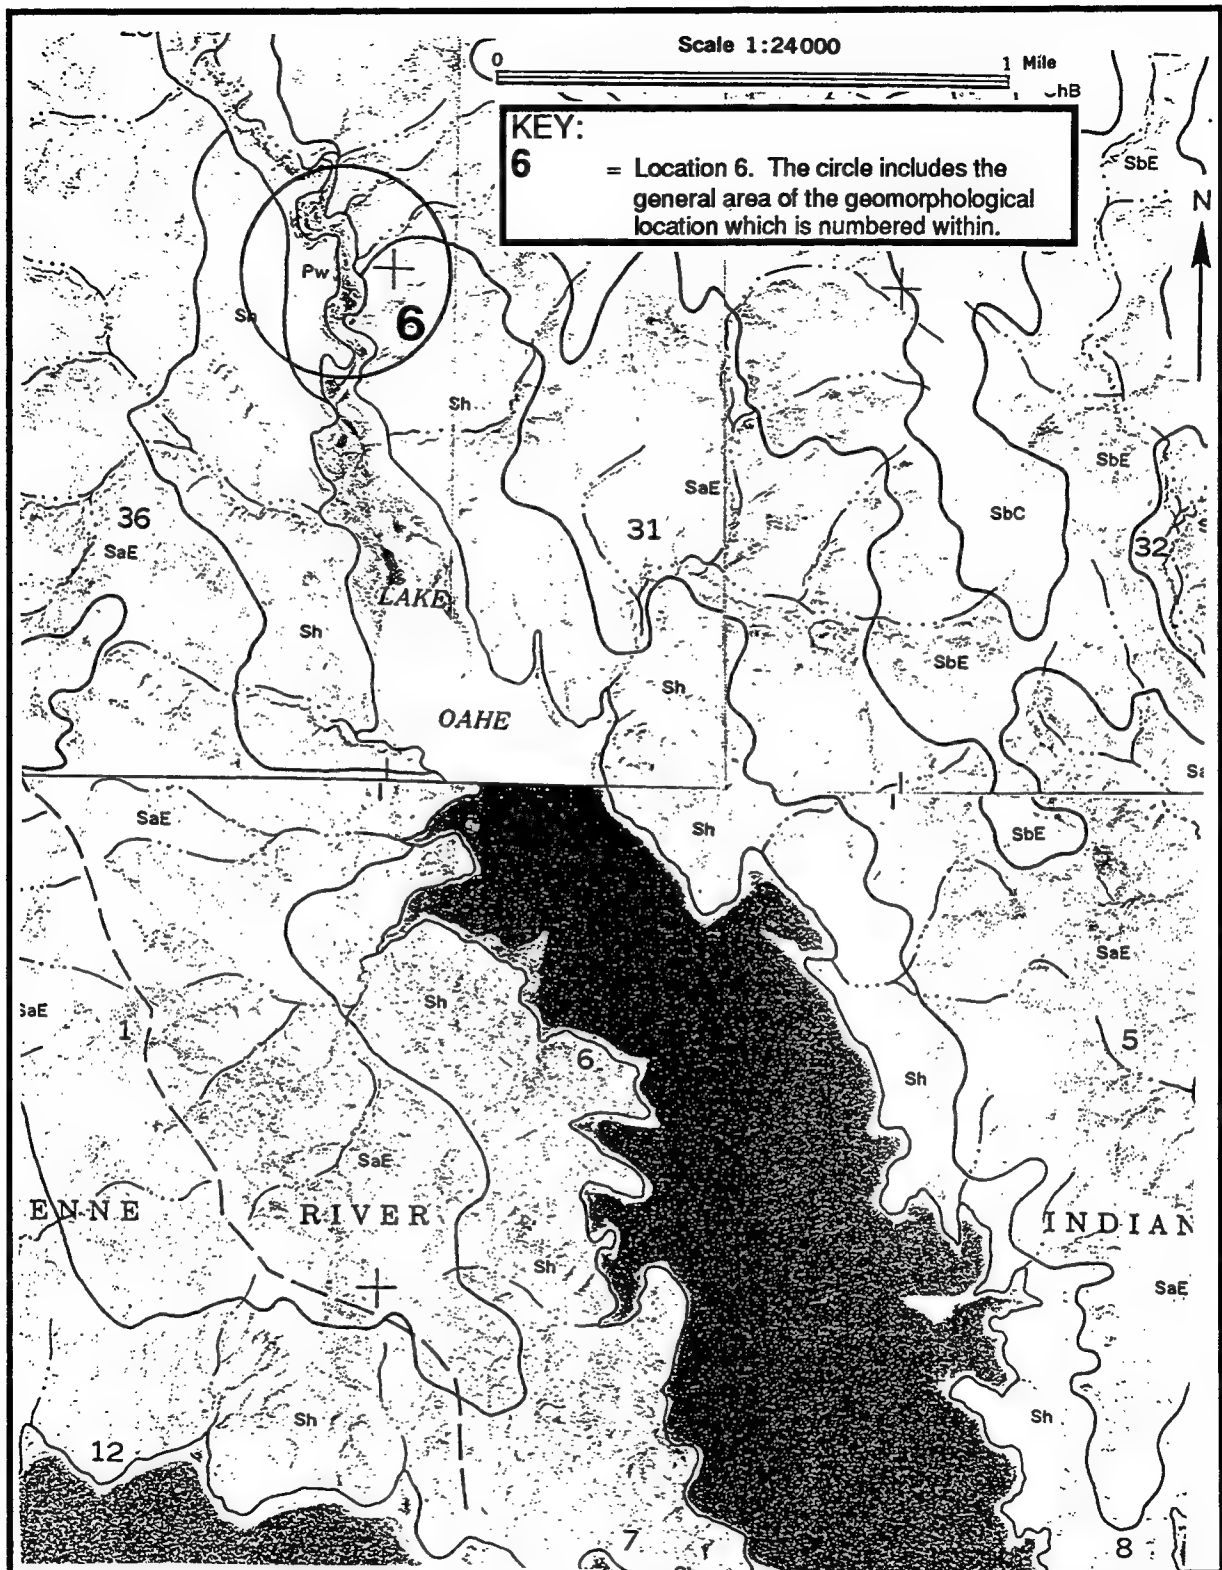 Scale 1:24000
0
1 Mile
hB
KEY:
6 = Location 6. The circle includes the
general area of the geomorphological
location which is numbered within.
SbE
N
Pw
Sh
6
Sh
SaE
SbE
SbC
36
31
32
SaE
LAKE
Sh
SbE
Sh
OAHE
SaE
Sh
SbE
SaE
Sh
SaE
1
6
5
Sh
SaE
ENNE RIVER INDIAN
Sh
SaE
Sh
Sh
12
7
8